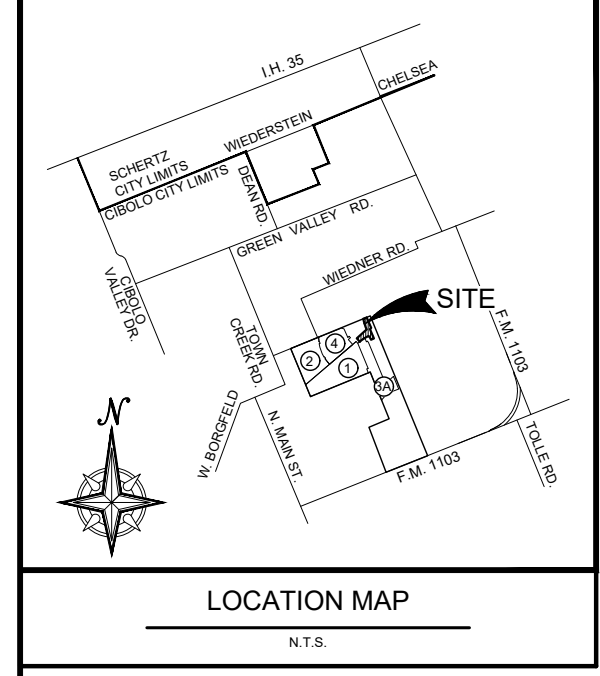 I.H. 35
CHELSEA
WIEDERSTEIN
SCHERTZ
CITY LIMITS
CIBOLO CITY LIMITS
DEAN RD.
GREEN VALLEY RD.
WIEDNER RD.
CIBOLO
VALLEY DR.
SITE
F.M. 1103
TOWN
CREEK RD.
2
4
1
3A
W. BORGFELD
N. MAIN ST.
F.M. 1103
TOLLE RD.
N
LOCATION MAP
N.T.S.